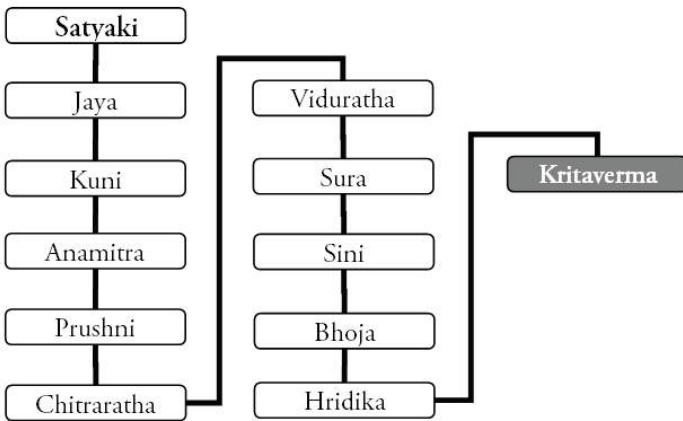 Satyaki
Jaya
Kuni
Anamitra
Prushni
Chitraratha
Viduratha
Sura
Sini
Bhoja
Hridika
Kritaverma